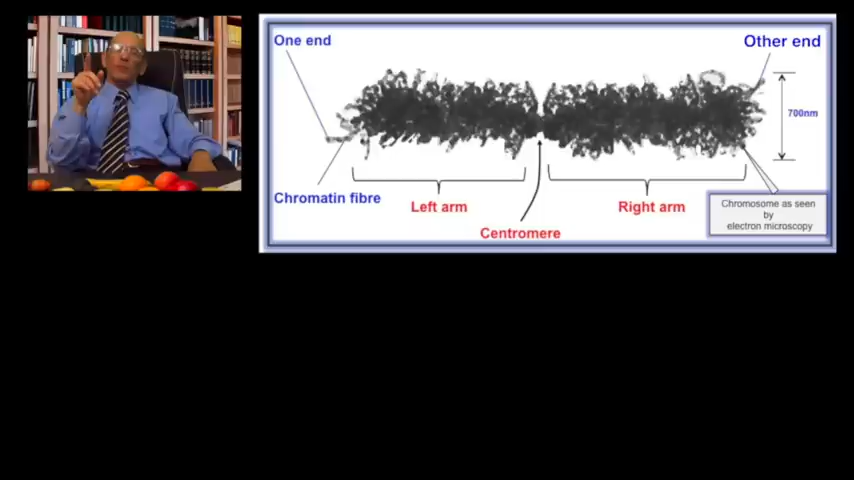 One end
Other end
700nm
Chromatin fibre
Left arm
Right arm
Centromere
Chromosome as seen
by
electron microscopy